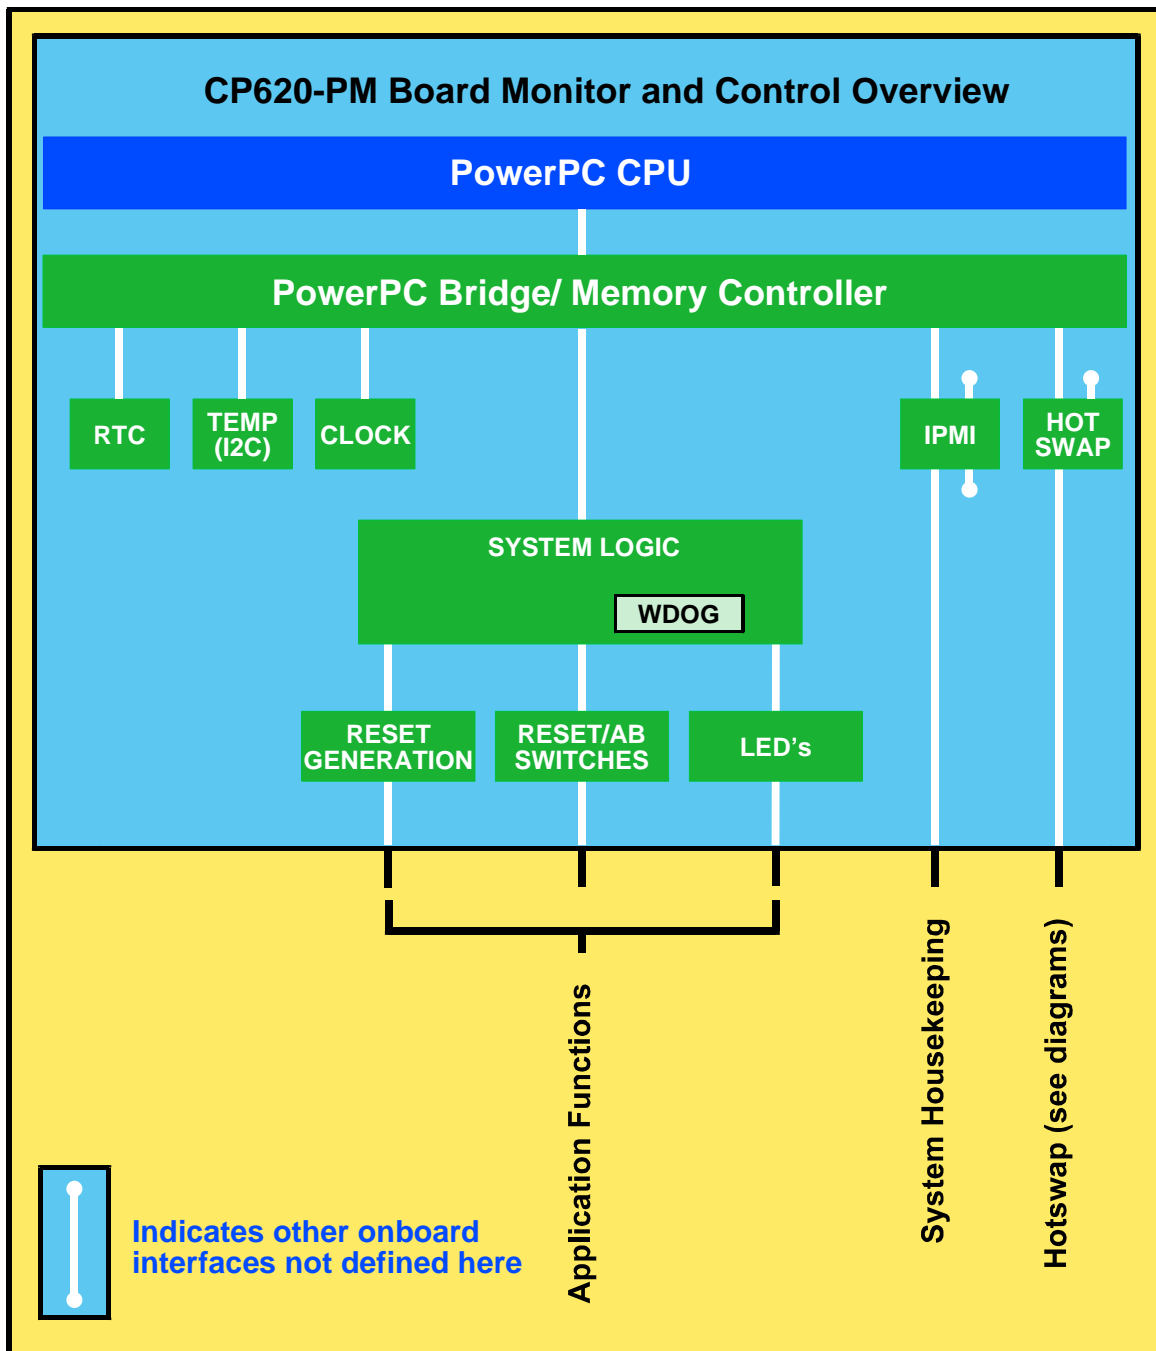 CP620-PM Board Monitor and Control Overview
PowerPC CPU
PowerPC Bridge/ Memory Controller
RTC
TEMP
(I2C)
CLOCK
IPMI
HOT
SWAP
SYSTEM LOGIC
WDOG
RESET
GENERATION
RESET/AB
SWITCHES
LED’s
Application Functions
System Housekeeping
Hotswap (see diagrams)
Indicates other onboard
interfaces not defined here